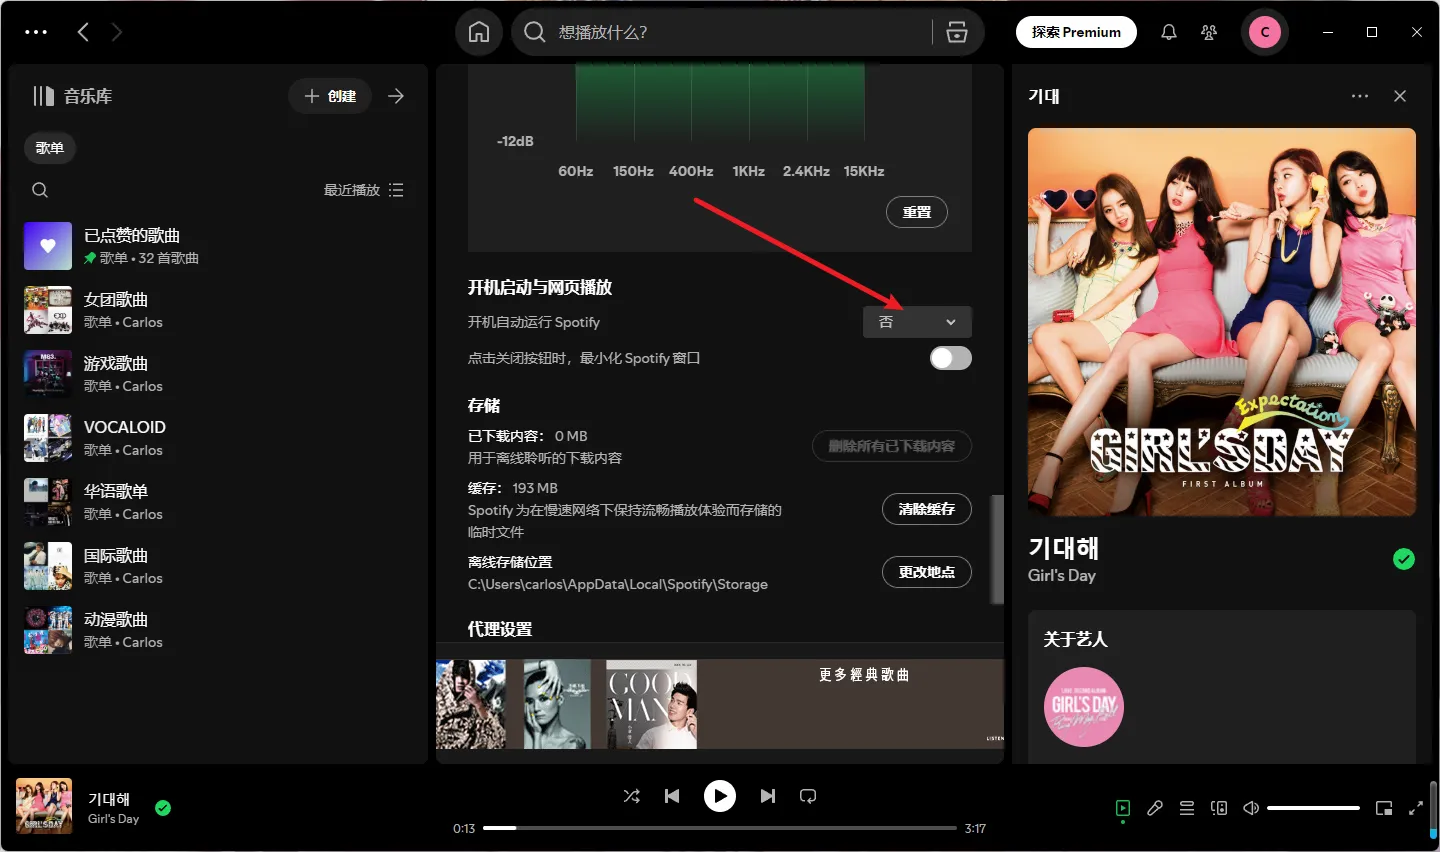 想播放什么?
探索 Premium
C
音乐库
创建
歌单
最近播放
已点赞的歌曲
歌单 • 32 首歌曲
女团歌曲
歌单 • Carlos
游戏歌曲
歌单 • Carlos
VOCALOID
歌单 • Carlos
华语歌单
歌单 • Carlos
国际歌曲
歌单 • Carlos
动漫歌曲
歌单 • Carlos
-12dB
60Hz 150Hz 400Hz 1KHz 2.4KHz 15KHz
重置
开机启动与网页播放
开机自动运行 Spotify
否
点击关闭按钮时，最小化 Spotify 窗口
存储
已下载内容： 0 MB
用于离线聆听的下载内容
删除所有已下载内容
缓存： 193 MB
Spotify 为在慢速网络下保持流畅播放体验而存储的
临时文件
清除缓存
离线存储位置
C:\Users\carlos\AppData\Local\Spotify\Storage
更改地点
代理设置
GOOD
MAN
更多經典歌曲
LISTEN
기대
Expectation
GIRL'S DAY
FIRST ALBUM
기대해
Girl's Day
关于艺人
GIRL'S DAY
기대해
Girl's Day
0:13
3:17